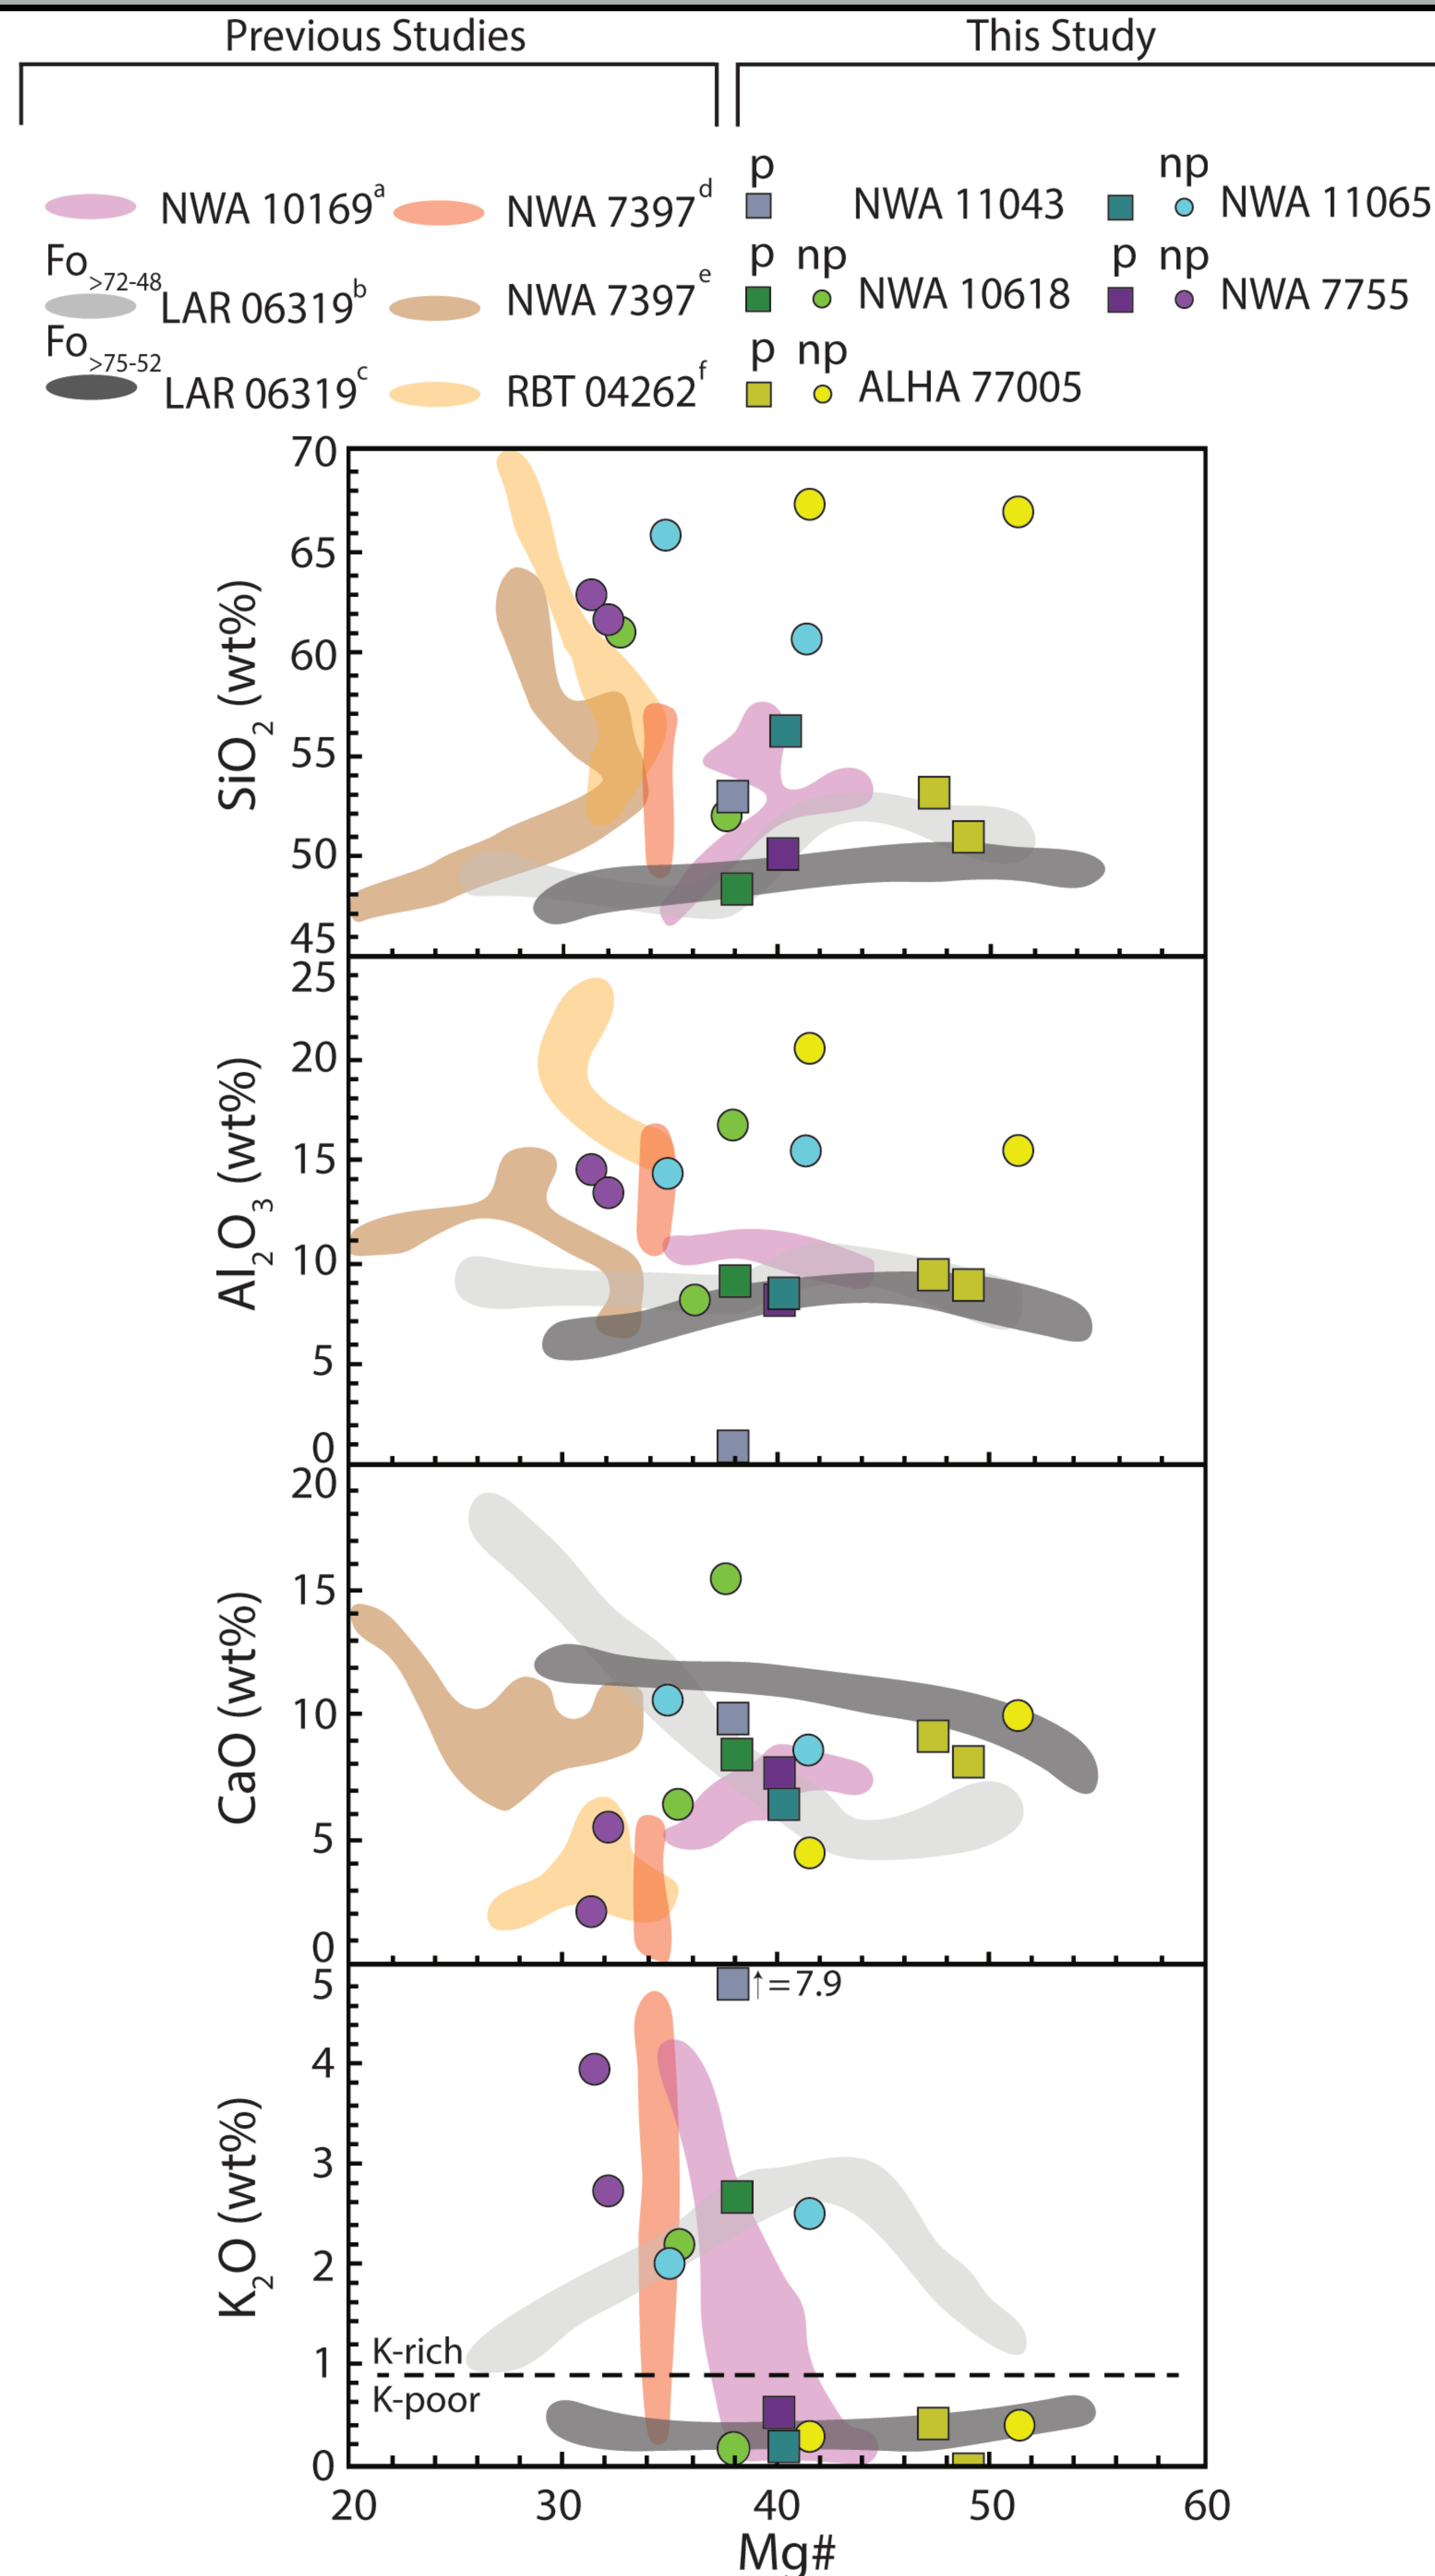 Previous Studies This Study
p np
NWA 10169a NWA 7397d NWA 11043 NWA 11065
Fo>72-48 p np p np
LAR 06319b NWA 7397e NWA 10618 NWA 7755
Fo>75-52 p np
LAR 06319c RBT 04262f ALHA 77005
70
65
60
55
50
45
SiO2 (wt%)
25
20
15
10
5
0
Al2O3 (wt%)
20
15
10
5
0
CaO (wt%)
5
↑=7.9
4
3
2
1
0
K2O (wt%)
K-rich
K-poor
20 30 40 50 60
Mg#